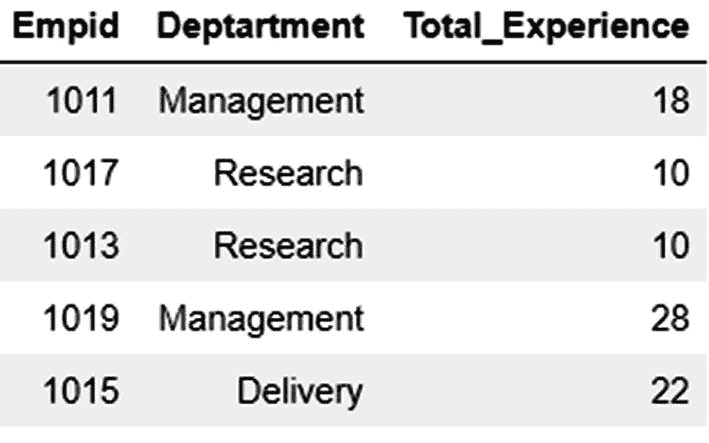 Empid Deptartment Total_Experience
1011 Management 18
1017 Research 10
1013 Research 10
1019 Management 28
1015 Delivery 22